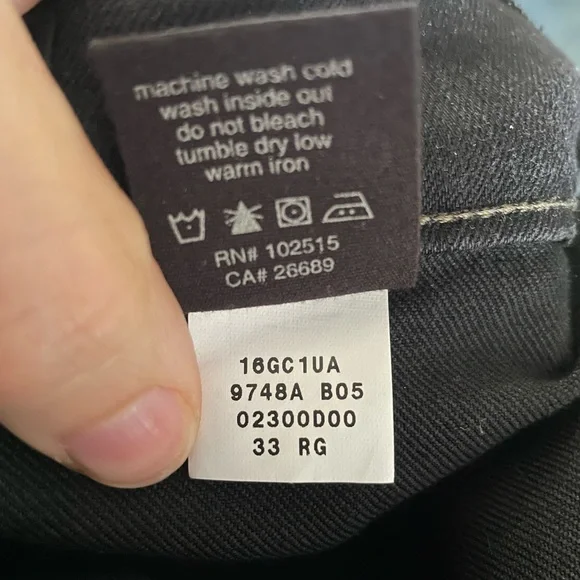 machine wash cold
wash inside out
do not bleach
tumble dry low
warm iron
RN# 102515
CA# 26689
16GC1UA
9748A B05
02300D00
33 RG